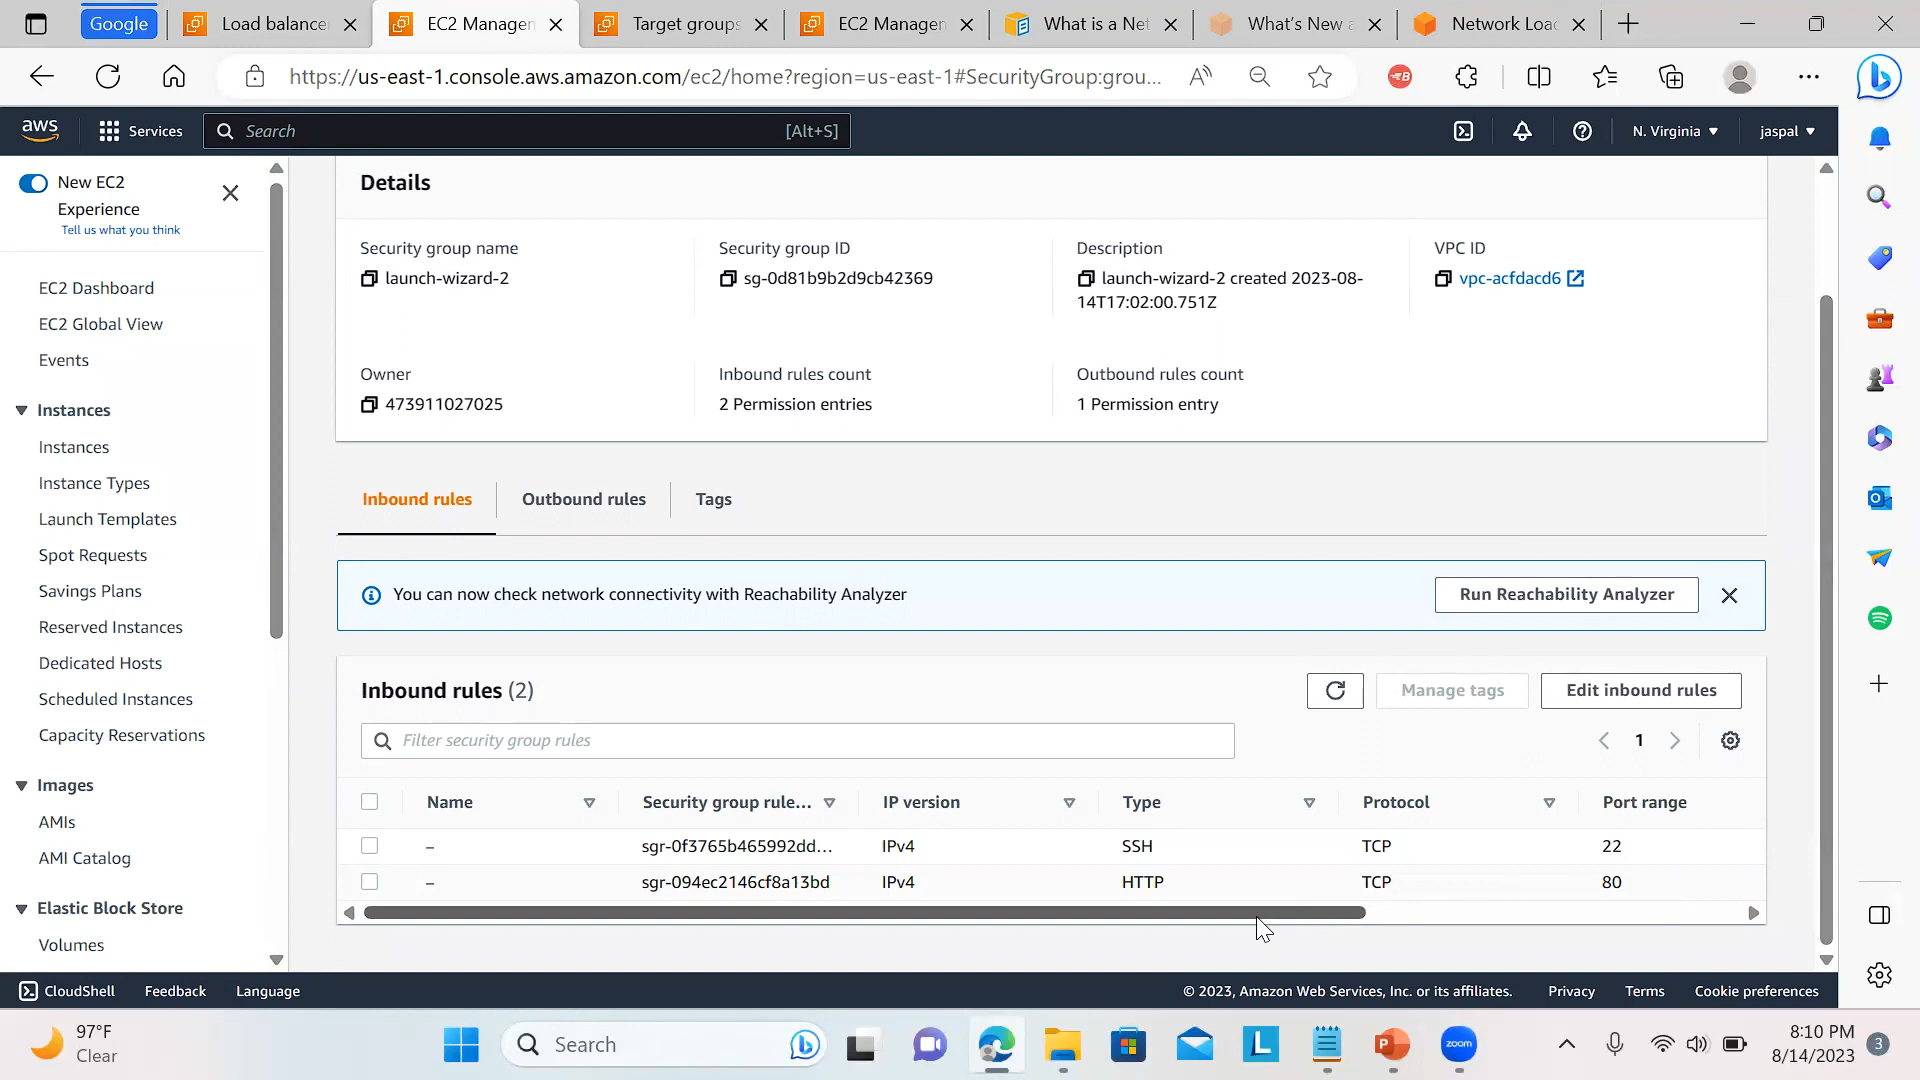 Google
Load balancer
EC2 Managen
Target groups
EC2 Managen
What is a Net
What's New a
Network Loa
https://us-east-1.console.aws.amazon.com/ec2/home?region=us-east-1#SecurityGroup:grou...
aws
Services
Search
[Alt+S]
N. Virginia
jaspal
New EC2
Experience
Tell us what you think
EC2 Dashboard
EC2 Global View
Events
Instances
Instances
Instance Types
Launch Templates
Spot Requests
Savings Plans
Reserved Instances
Dedicated Hosts
Scheduled Instances
Capacity Reservations
Images
AMIs
AMI Catalog
Elastic Block Store
Volumes
Details
Security group name
launch-wizard-2
Security group ID
sg-0d81b9b2d9cb42369
Description
launch-wizard-2 created 2023-08-
14T17:02:00.751Z
VPC ID
vpc-acfdacd6
Owner
473911027025
Inbound rules count
2 Permission entries
Outbound rules count
1 Permission entry
Inbound rules
Outbound rules
Tags
You can now check network connectivity with Reachability Analyzer
Run Reachability Analyzer
Inbound rules (2)
Manage tags
Edit inbound rules
Filter security group rules
1
Name
Security group rule...
IP version
Type
Protocol
Port range
– sgr-0f3765b465992dd... IPv4 SSH TCP 22
– sgr-094ec2146cf8a13bd IPv4 HTTP TCP 80
CloudShell
Feedback
Language
© 2023, Amazon Web Services, Inc. or its affiliates.
Privacy
Terms
Cookie preferences
97°F
Clear
Search
L
P
zoom
8:10 PM
8/14/2023
3